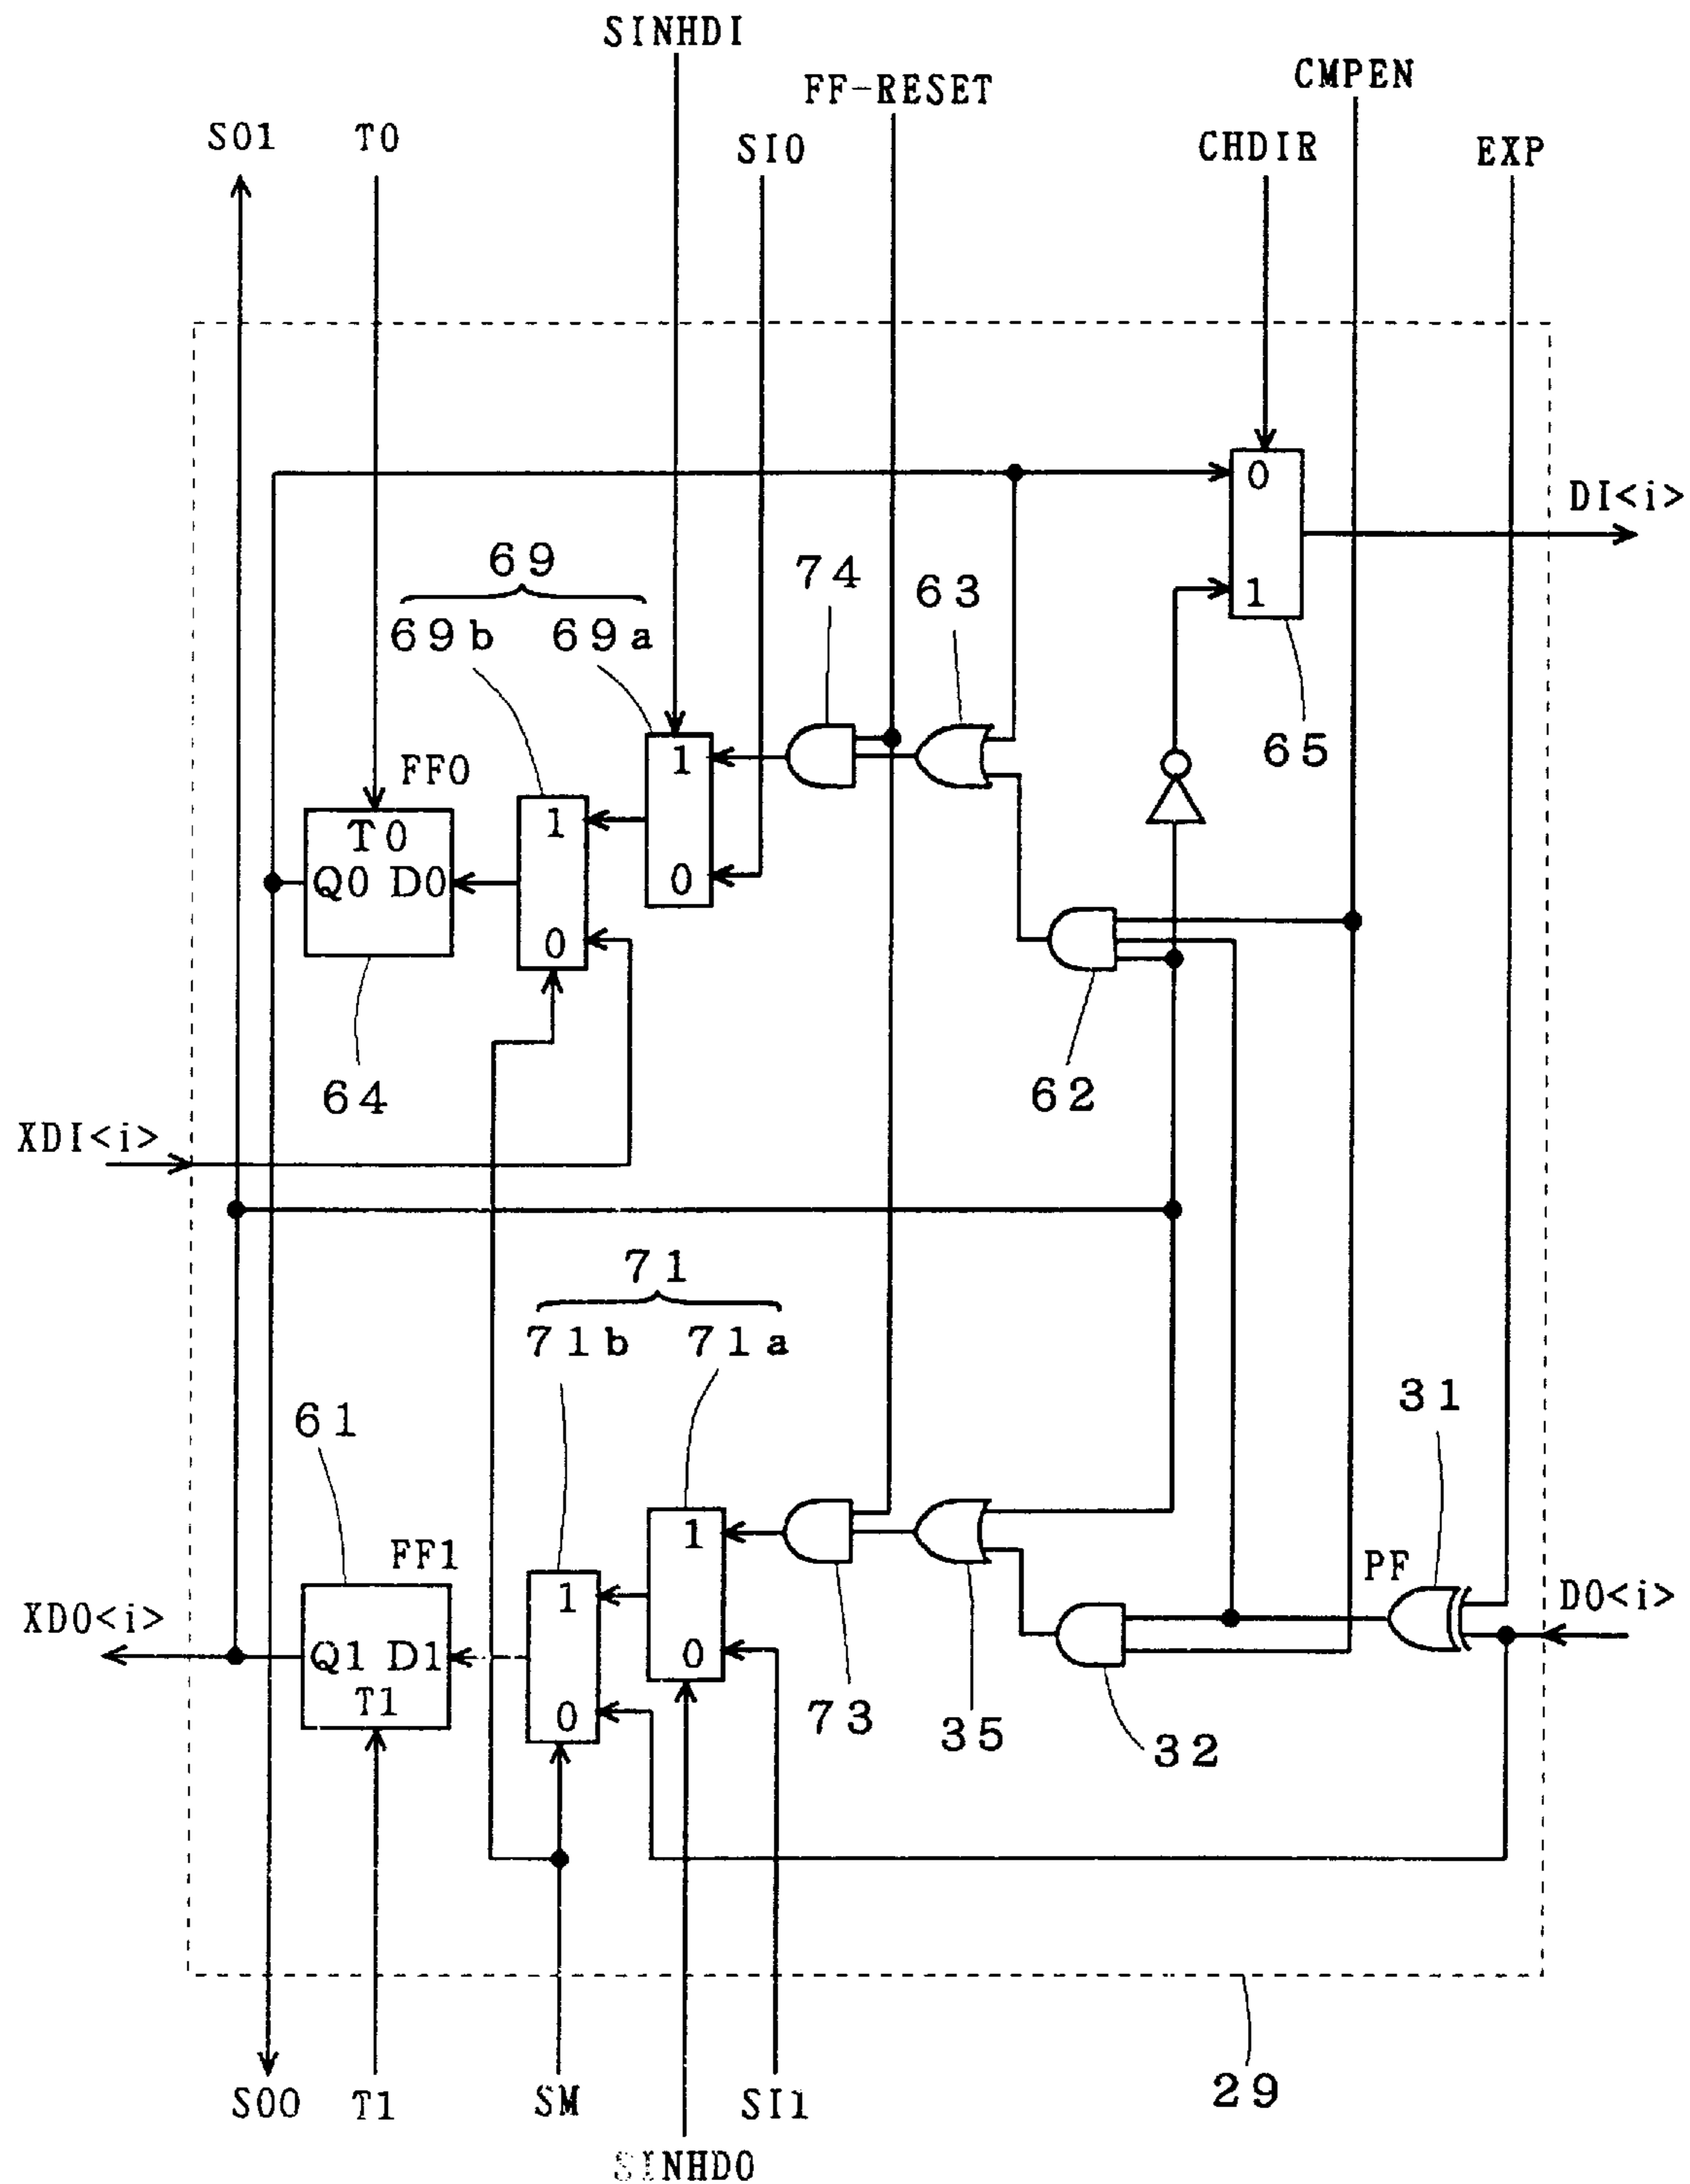 SINHDI
FF-RESET
CMPEN
SO1
T0
SI0
CHDIR
EXP
0
DI<i>
1
65
69
69b
69a
74
63
FF0
T0
Q0 D0
1
0
1
0
64
62
XDI<i>
71
71b
71a
61
31
FF1
PF
XDO<i>
DO<i>
Q1 D1
T1
1
0
1
0
73
35
32
SO0
T1
SM
SI1
29
SINHDO